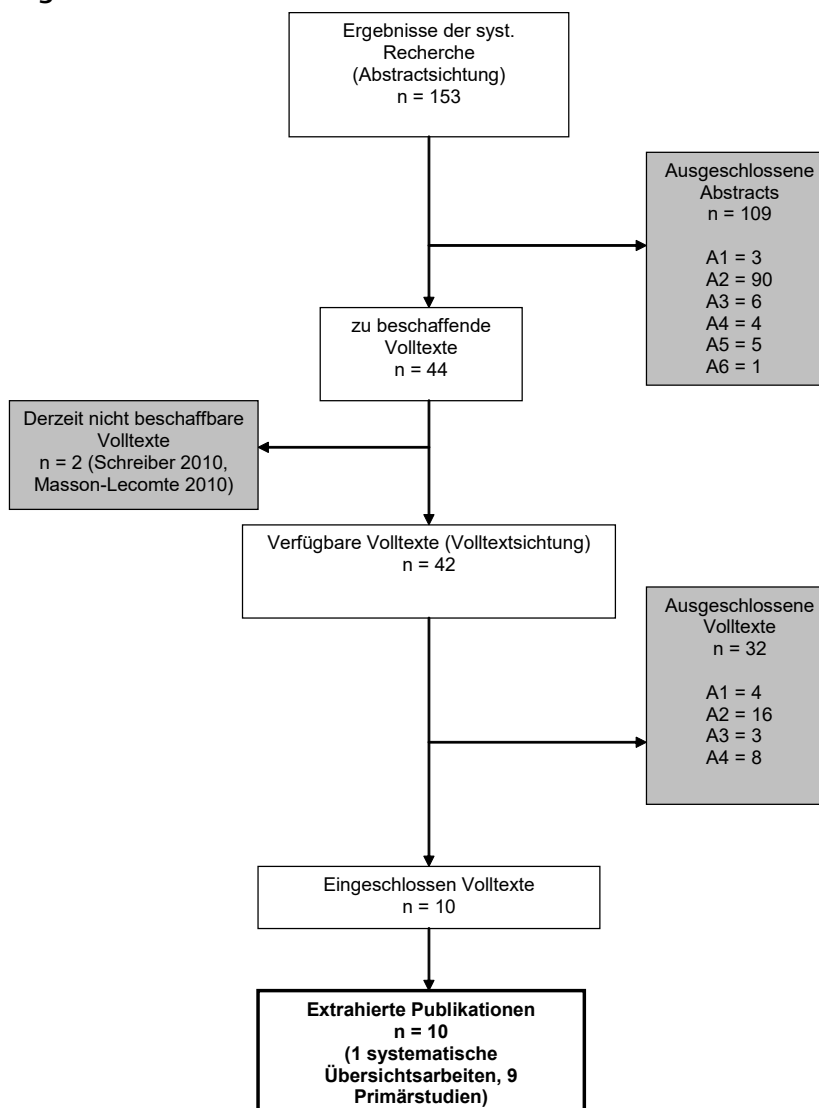 Ergebnisse der syst.
Recherche
(Abstractsichtung)
n = 153
Ausgeschlossene
Abstracts
n = 109
A1 = 3
A2 = 90
A3 = 6
A4 = 4
A5 = 5
A6 = 1
zu beschaffende
Volltexte
n = 44
Derzeit nicht beschaffbare
Volltexte
n = 2 (Schreiber 2010,
Masson-Lecomte 2010)
Verfügbare Volltexte (Volltextsichtung)
n = 42
Ausgeschlossene
Volltexte
n = 32
A1 = 4
A2 = 16
A3 = 3
A4 = 8
Eingeschlossen Volltexte
n = 10
Extrahierte Publikationen
n = 10
(1 systematische
Übersichtsarbeiten, 9
Primärstudien)